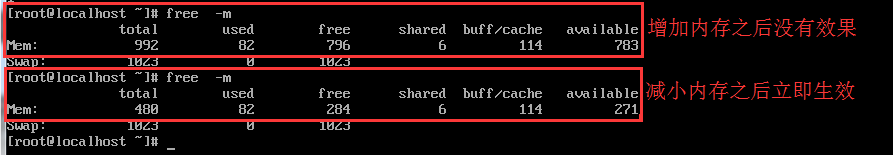 [root@localhost ~]# free -m
total used free shared buff/cache available
Mem: 992 82 796 6 114 783
Swap: 1023 0 1023
[root@localhost ~]# free -m
total used free shared buff/cache available
Mem: 480 82 284 6 114 271
Swap: 1023 0 1023
[root@localhost ~]# _
增加内存之后没有效果
减小内存之后立即生效